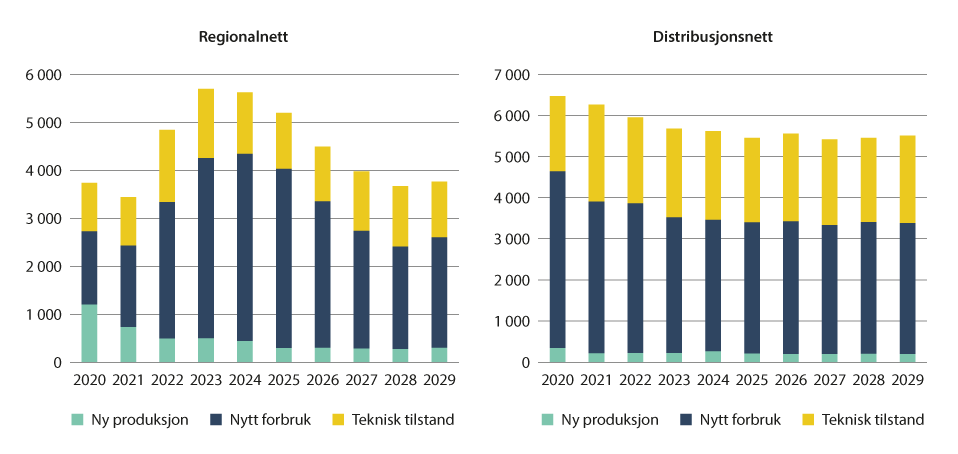 Regionalnett
6 000
5 000
4 000
3 000
2 000
1 000
0
2020 2021 2022 2023 2024 2025 2026 2027 2028 2029
Ny produksjon Nytt forbruk Teknisk tilstand
Distribusjonsnett
7 000
6 000
5 000
4 000
3 000
2 000
1 000
0
2020 2021 2022 2023 2024 2025 2026 2027 2028 2029
Ny produksjon Nytt forbruk Teknisk tilstand